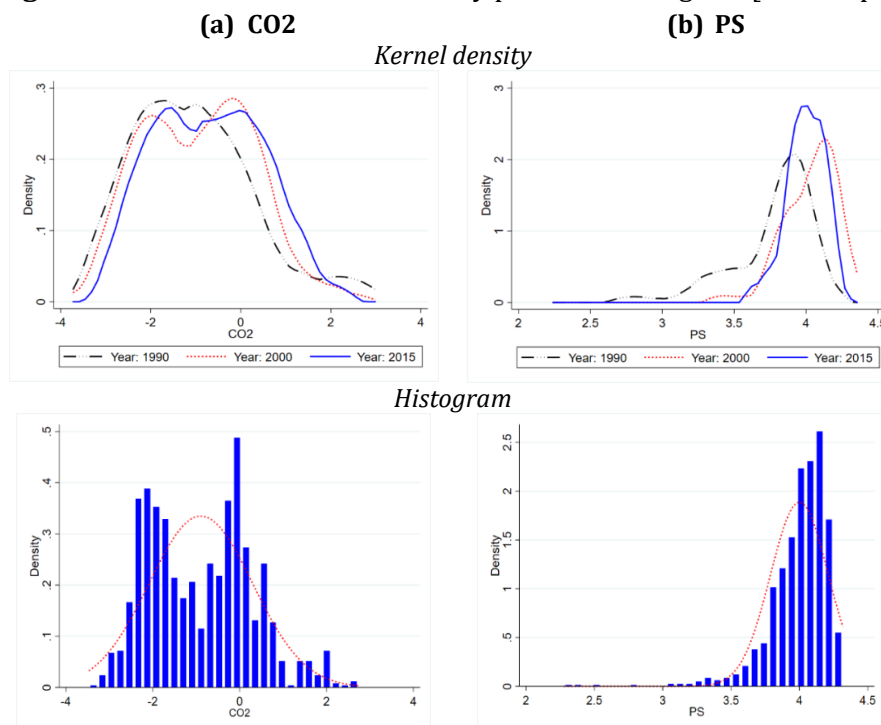 (a) CO2 (b) PS
Kernel density
.3
.2
.1
0
Density
-4 -2 0 2 4
CO2
Year: 1990 Year: 2000 Year: 2015
3
2
1
0
Density
2 2.5 3 3.5 4 4.5
PS
Year: 1990 Year: 2000 Year: 2015
Histogram
.5
.4
.3
.2
.1
0
Density
-4 -2 0 2 4
CO2
2.5
2
1.5
1
.5
0
Density
2 2.5 3 3.5 4 4.5
PS